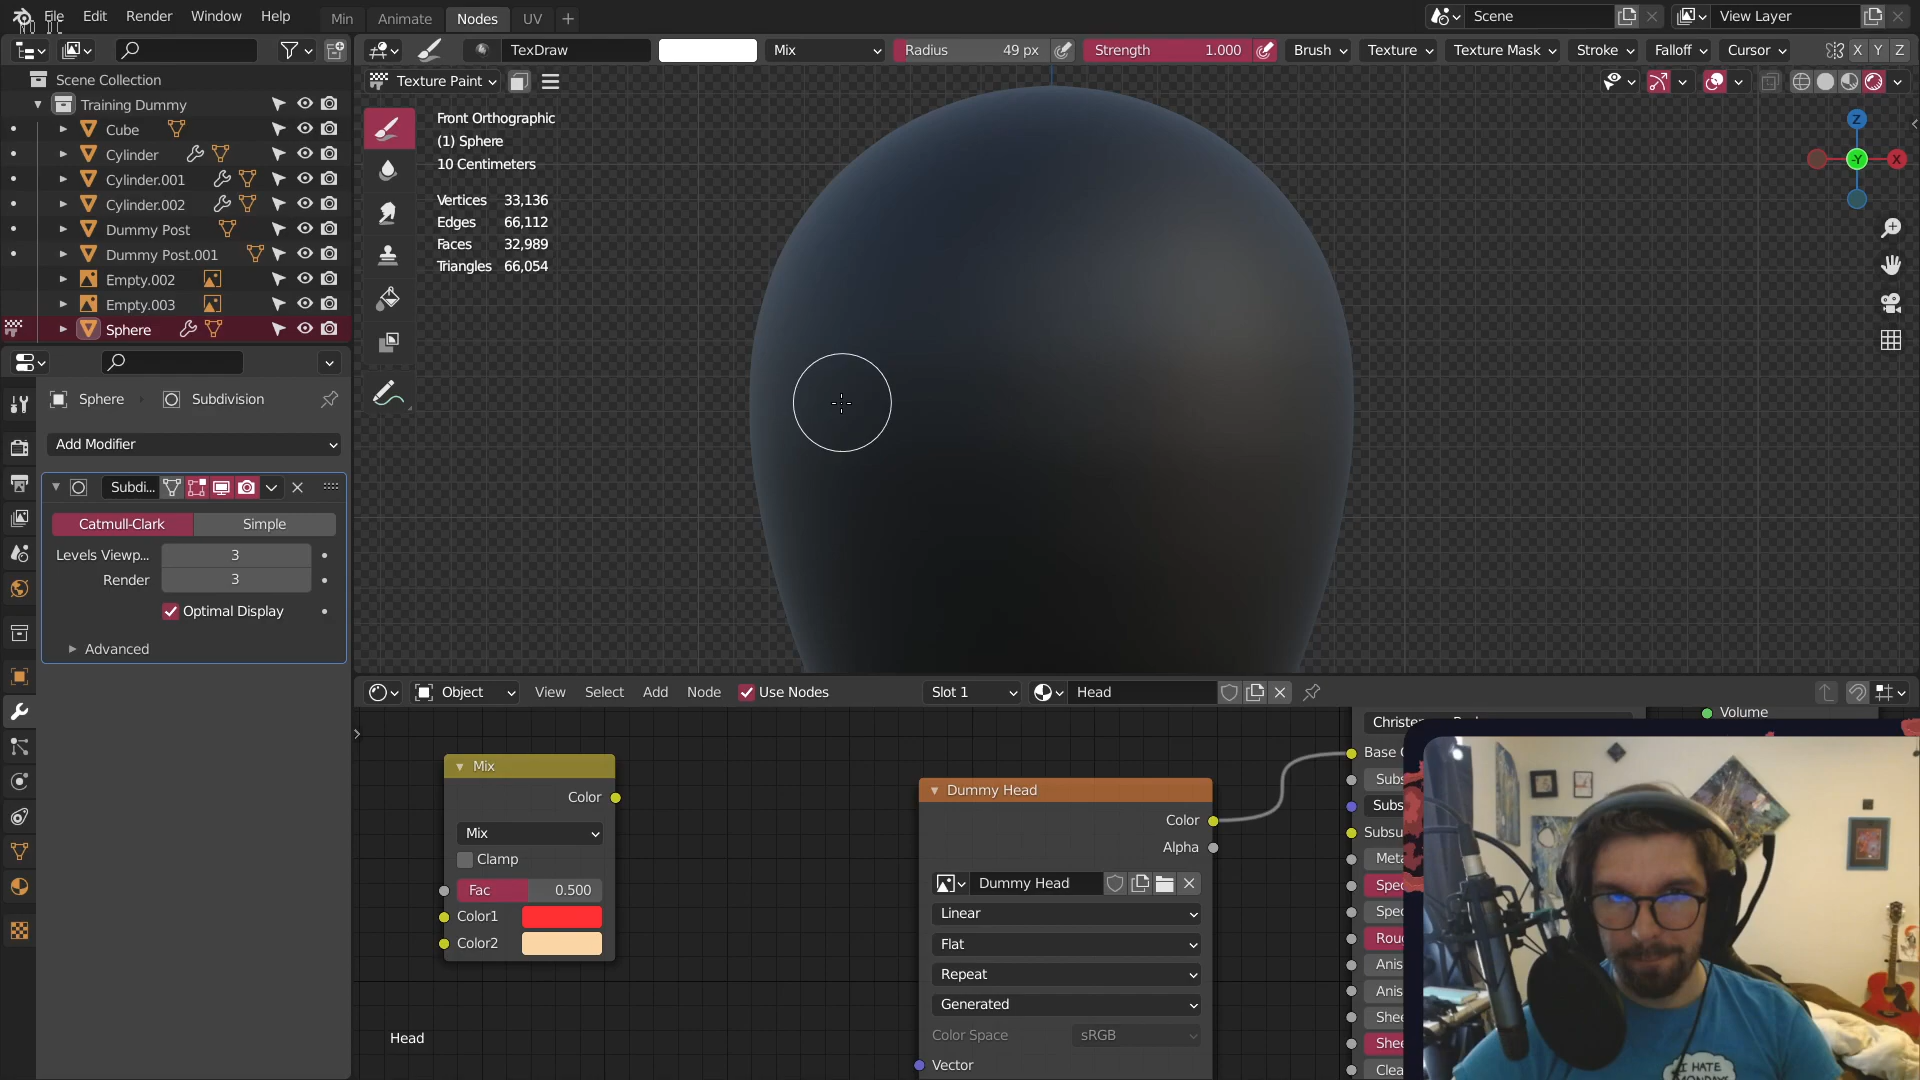 File Edit Render Window Help Min Animate Nodes UV Scene View Layer
TexDraw Mix Radius 49 px Strength 1.000 Brush Texture Texture Mask Stroke Falloff Cursor X Y Z
Scene Collection
Training Dummy
Cube
Cylinder
Cylinder.001
Cylinder.002
Dummy Post
Dummy Post.001
Empty.002
Empty.003
Sphere
Texture Paint
Front Orthographic
(1) Sphere
10 Centimeters
Vertices 33,136
Edges 66,112
Faces 32,989
Triangles 66,054
Z
-Y
X
Sphere Subdivision
Add Modifier
Subdi...
Catmull-Clark Simple
Levels Viewp... 3
Render 3
Optimal Display
Advanced
Object View Select Add Node Use Nodes Slot 1 Head
Mix
Color
Mix
Clamp
Fac 0.500
Color1
Color2
Head
Dummy Head
Color
Alpha
Dummy Head
Linear
Flat
Repeat
Generated
Color Space sRGB
Vector
Volume
Christen
Base C
Subs
Subs
Subsu
Meta
Spec
Spec
Rou
Anis
Anis
Shee
Shee
Clea
I HATE
MONDAYS